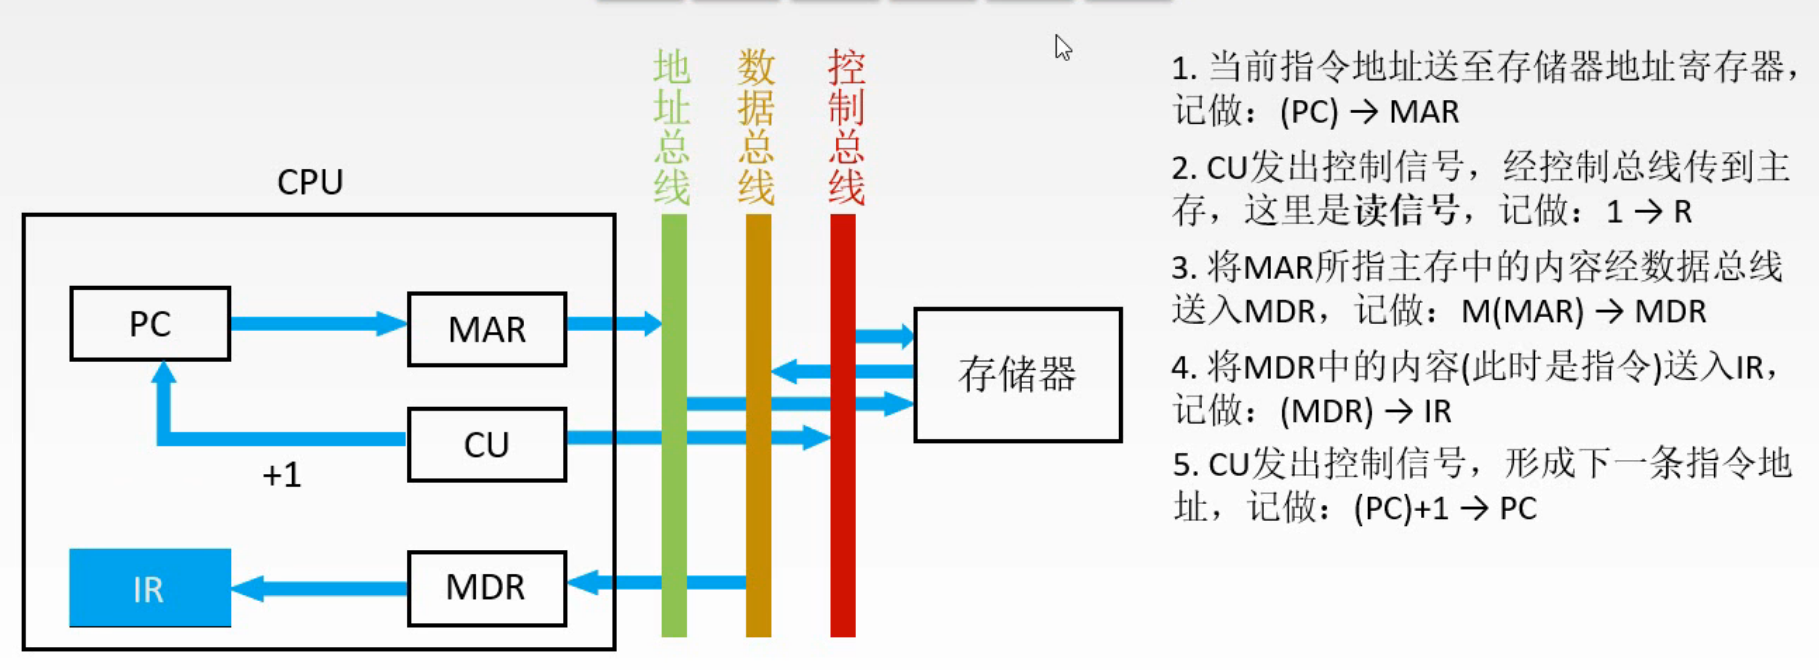 地址总线
数据总线
控制总线
CPU
PC
MAR
CU
+1
IR
MDR
存储器
1. 当前指令地址送至存储器地址寄存器，
记做：(PC) → MAR
2. CU发出控制信号，经控制总线传到主
存，这里是读信号，记做：1 → R
3. 将MAR所指主存中的内容经数据总线
送入MDR，记做：M(MAR) → MDR
4. 将MDR中的内容(此时是指令)送入IR，
记做：(MDR) → IR
5. CU发出控制信号，形成下一条指令地
址，记做：(PC)+1 → PC